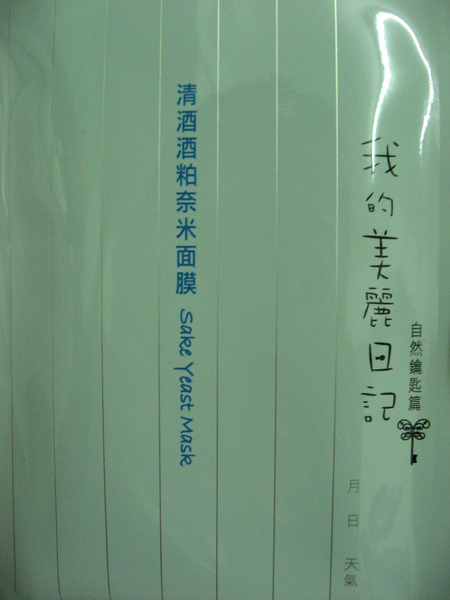 我的美麗日記
自然鑰匙篇
月 日 天氣
清酒酒粕奈米面膜 Sake Yeast Mask